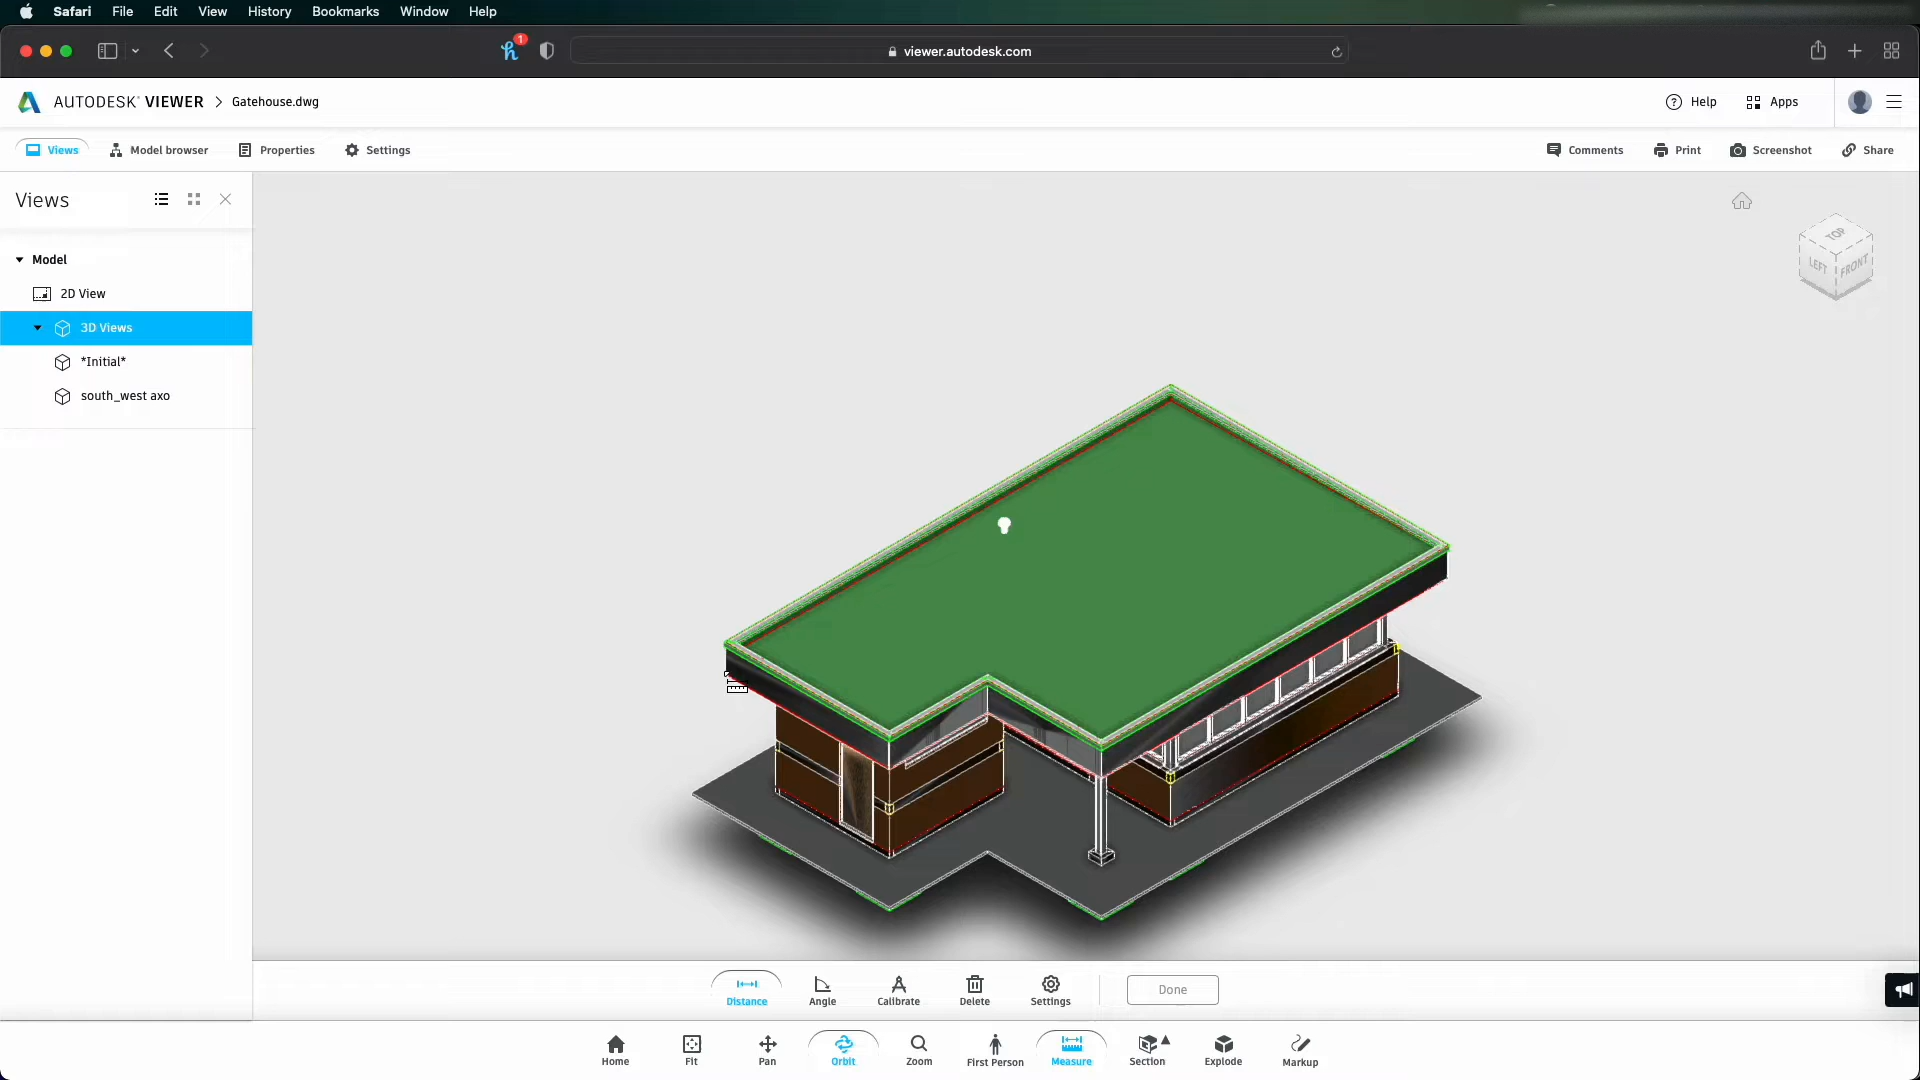 Safari File Edit View History Bookmarks Window Help
1
viewer.autodesk.com
AUTODESK® VIEWER > Gatehouse.dwg Help Apps
Views Model browser Properties Settings Comments Print Screenshot Share
Views
TOP
LEFT FRONT
Model
2D View
3D Views
*Initial*
south_west axo
Distance Angle Calibrate Delete Settings Done
Home Fit Pan Orbit Zoom First Person Measure Section Explode Markup